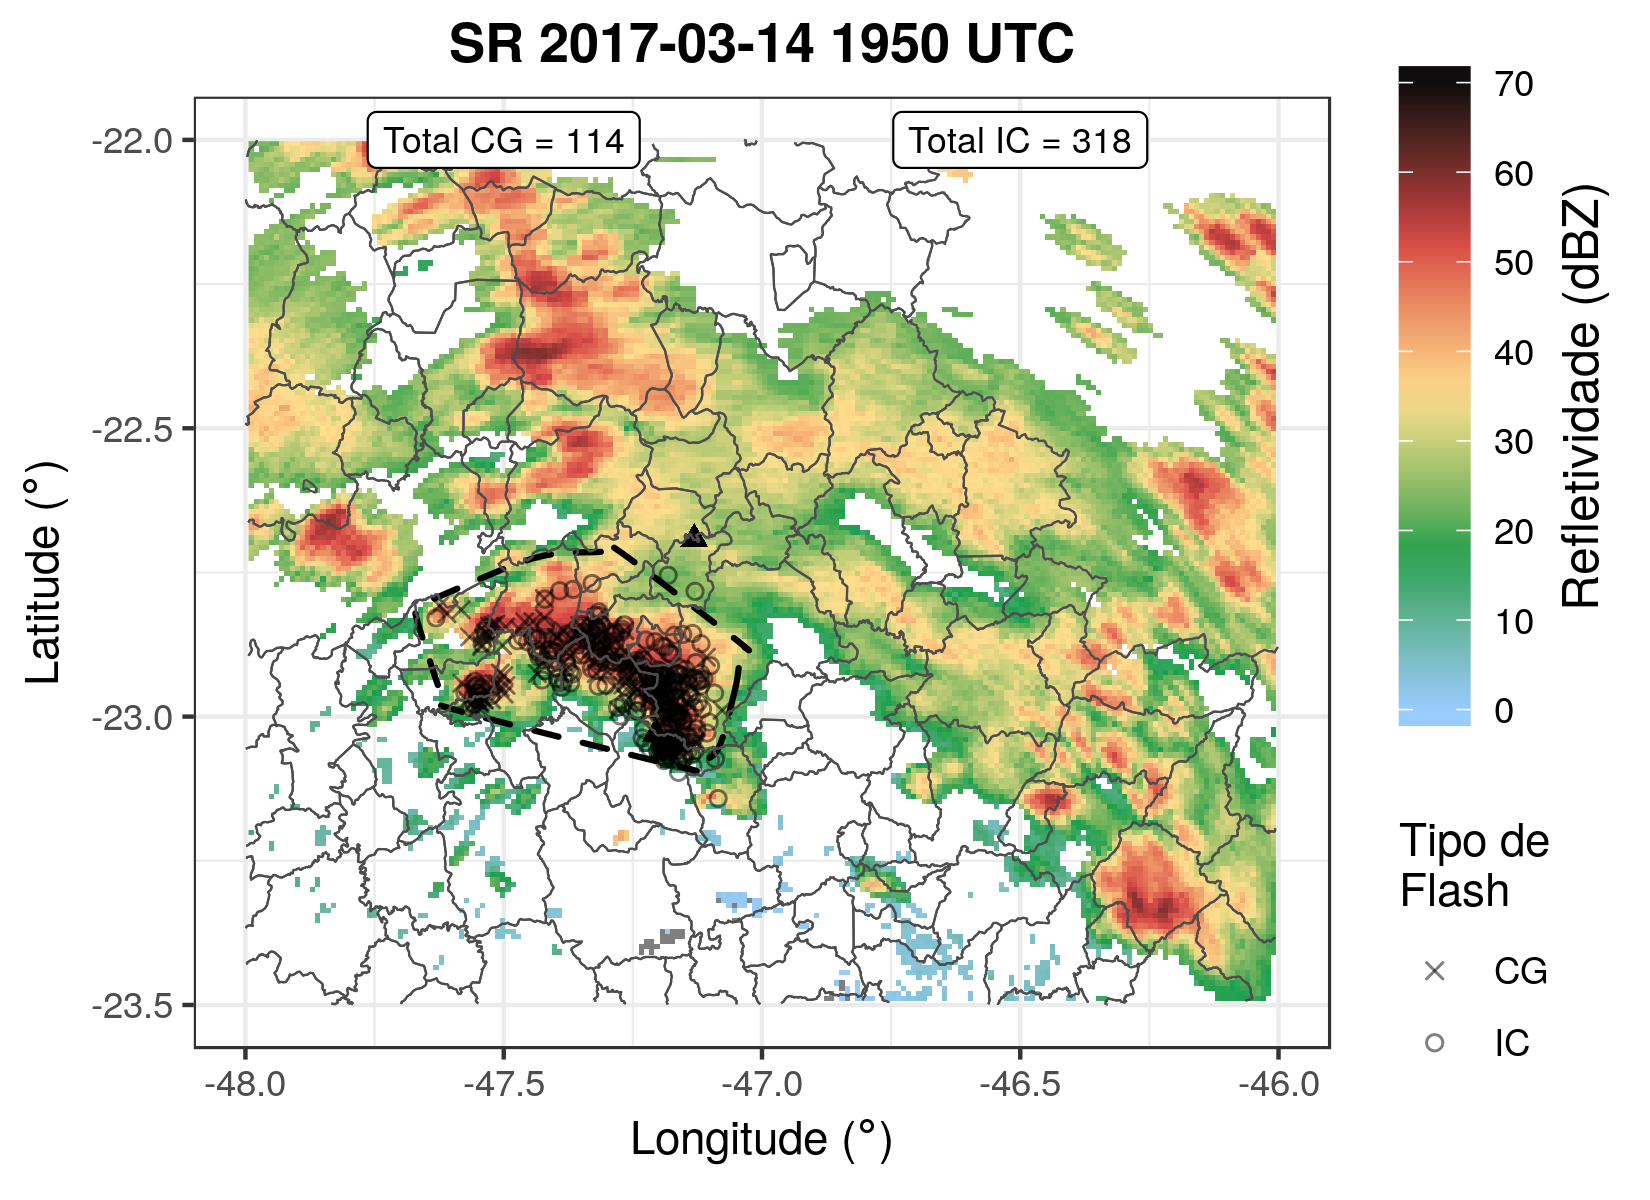 SR 2017-03-14 1950 UTC
Total CG = 114
Total IC = 318
-22.0
-22.5
-23.0
-23.5
Latitude (°)
-48.0
-47.5
-47.0
-46.5
-46.0
Longitude (°)
70
60
50
40
30
20
10
0
Refletividade (dBZ)
Tipo de
Flash
CG
IC